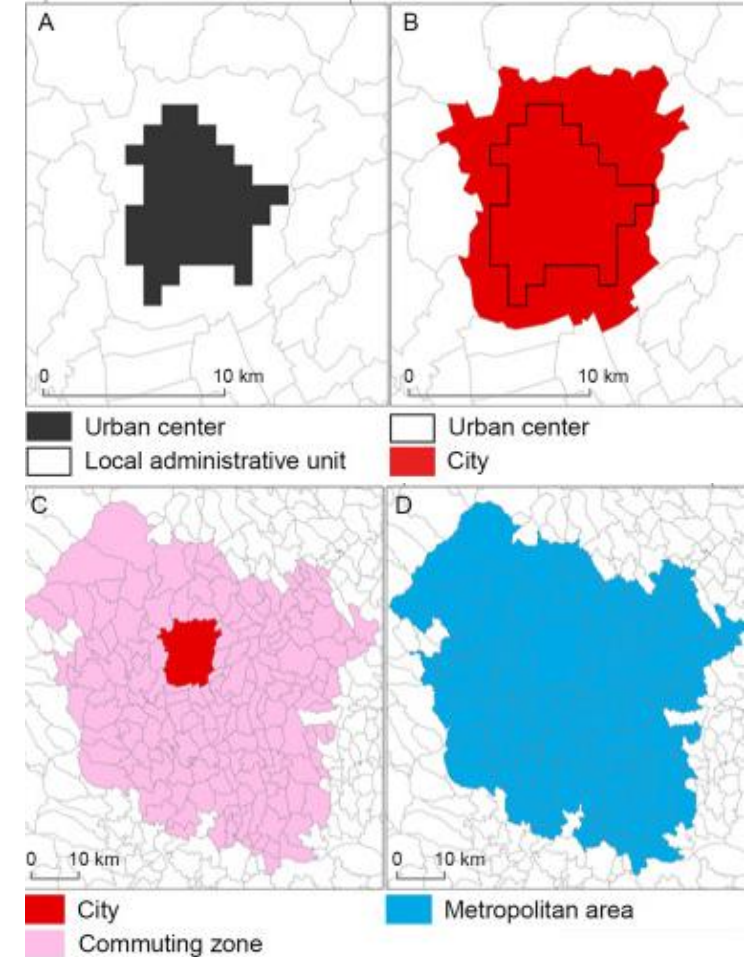 A
B
0 10 km
0 10 km
Urban center
Local administrative unit
Urban center
City
C
D
0 10 km
0 10 km
City
Commuting zone
Metropolitan area